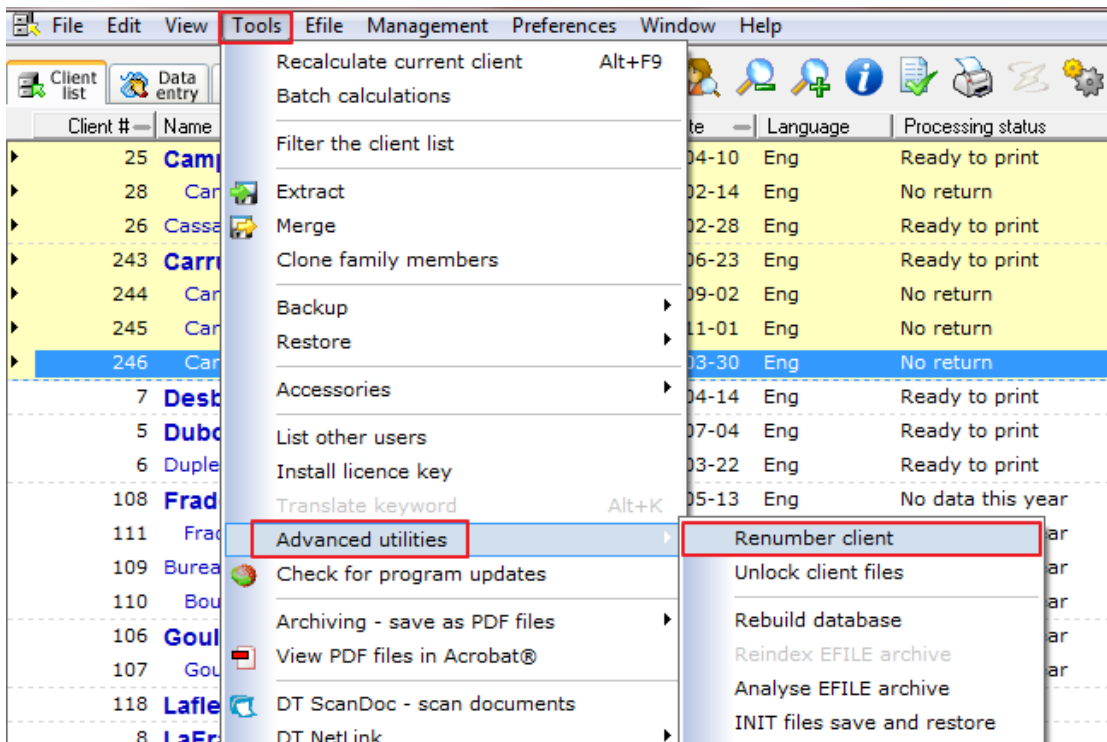 File Edit View Tools Efile Management Preferences Window Help
Client list
Data entry
Client # Name
te Language Processing status
Recalculate current client Alt+F9
Batch calculations
Filter the client list
Extract
Merge
Clone family members
Backup
Restore
Accessories
List other users
Install licence key
Translate keyword Alt+K
Advanced utilities
Check for program updates
Archiving - save as PDF files
View PDF files in Acrobat®
DT ScanDoc - scan documents
DT NetLink
Renumber client
Unlock client files
Rebuild database
Reindex EFILE archive
Analyse EFILE archive
INIT files save and restore
25 Camp 04-10 Eng Ready to print
28 Car 02-14 Eng No return
26 Cassa 02-28 Eng Ready to print
243 Carru 06-23 Eng Ready to print
244 Car 09-02 Eng No return
245 Car 11-01 Eng No return
246 Car 03-30 Eng No return
7 Desb 04-14 Eng Ready to print
5 Dubo 07-04 Eng Ready to print
6 Duple 03-22 Eng Ready to print
108 Frad 05-13 Eng No data this year
111 Frad ar
109 Burea ar
110 Bou ar
106 Goul ar
107 Gou ar
118 Lafle
8 LaFr